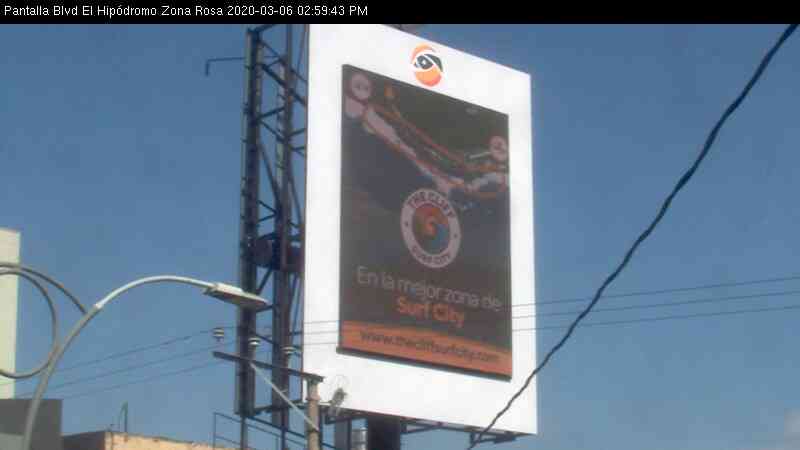 Pantalla Blvd El Hipódromo Zona Rosa 2020-03-06 02:59:43 PM
THE CLIFF
SURF CITY
En la mejor zona de
Surf City
www.thecliffsurfcity.com